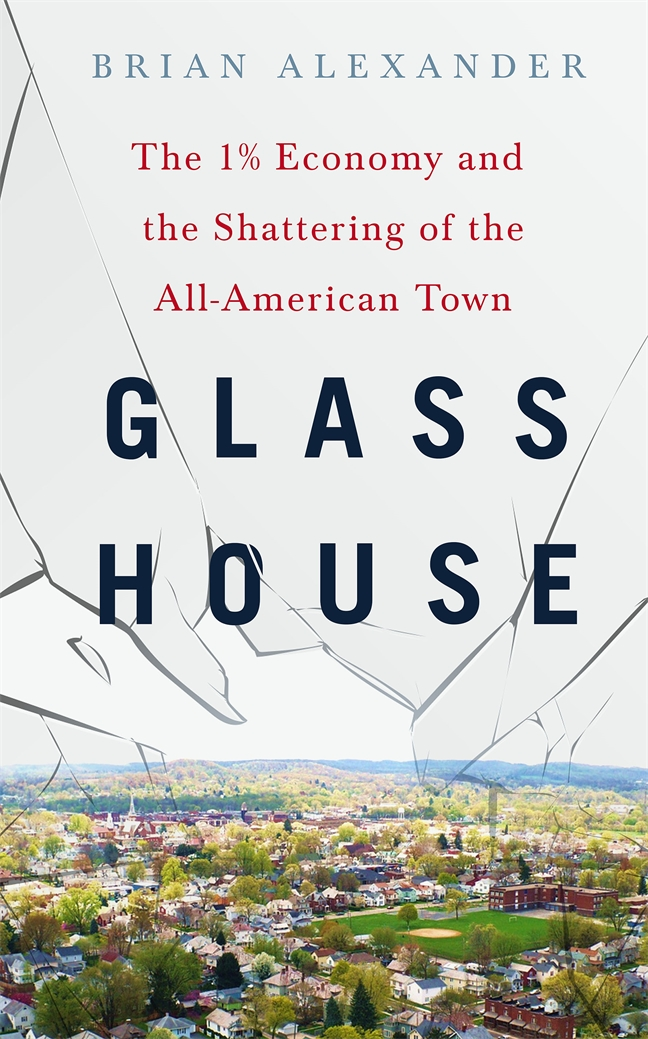 BRIAN ALEXANDER
The 1% Economy and
the Shattering of the
All-American Town
GLASS
HOUSE